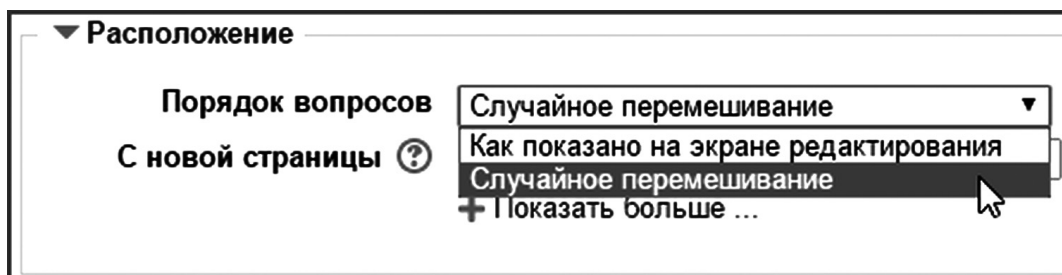 Расположение
Порядок вопросов Случайное перемешивание
Как показано на экране редактирования
С новой страницы ?
Случайное перемешивание
+ Показать больше ...